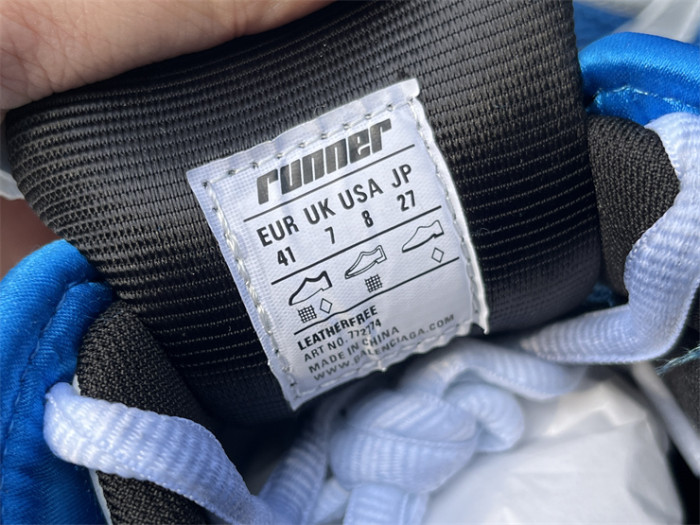 runner
EUR UK USA JP
41 7 8 27
LEATHERFREE
ART NO.772774
MADE IN CHINA
WWW.BALENCIAGA.COM